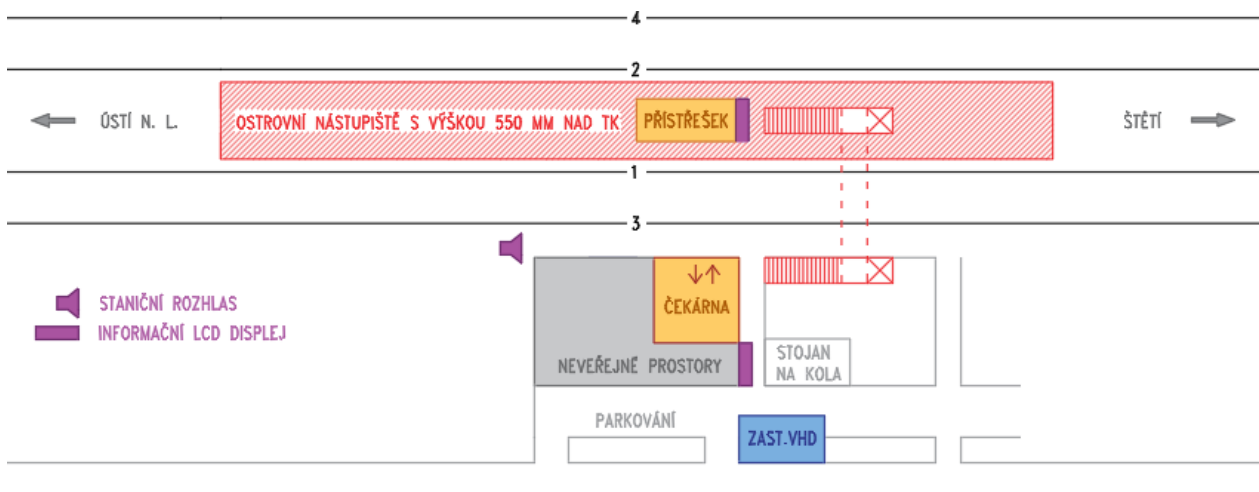 4
2
ÚSTÍ N. L.
OSTROVNÍ NÁSTUPIŠTĚ S VÝŠKOU 550 MM NAD TK
PŘÍSTŘEŠEK
ŠTĚTÍ
1
3
STANIČNÍ ROZHLAS
INFORMAČNÍ LCD DISPLEJ
ČEKÁRNA
NEVEŘEJNÉ PROSTORY
STOJAN
NA KOLA
PARKOVÁNÍ
ZAST.VHD